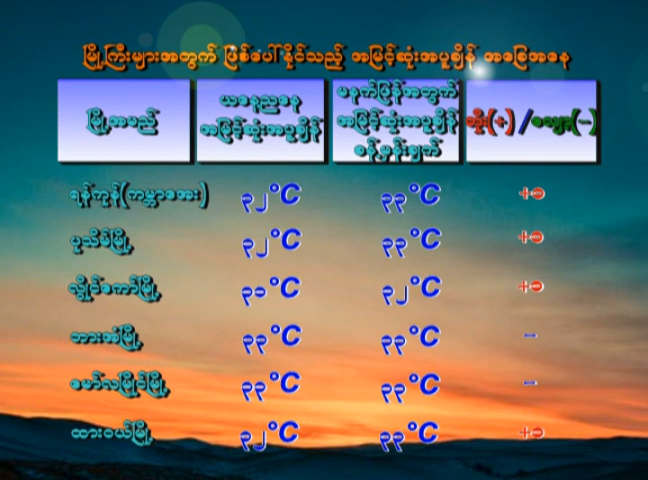 မြို့ကြီးများအတွက် ဖြစ်ပေါ်နိုင်သည့် အမြင့်ဆုံးအပူချိန် အခြေအနေ
မြို့အမည်
ယနေ့ညနေ
အမြင့်ဆုံးအပူချိန်
မနက်ဖြန်အတွက်
အမြင့်ဆုံးအပူချိန်
ခန့်မှန်းချက်
တိုး(+) / လျော့(-)
ရန်ကုန်(ကမ္ဘာအေး) ၃၂°C ၃၃°C +၁
ပုသိမ်မြို့ ၃၂°C ၃၃°C +၁
လွိုင်ကော်မြို့ ၃၁°C ၃၂°C +၁
ဘားအံမြို့ ၃၃°C ၃၃°C -
မော်လမြိုင်မြို့ ၃၃°C ၃၃°C -
ထားဝယ်မြို့ ၃၂°C ၃၃°C +၁